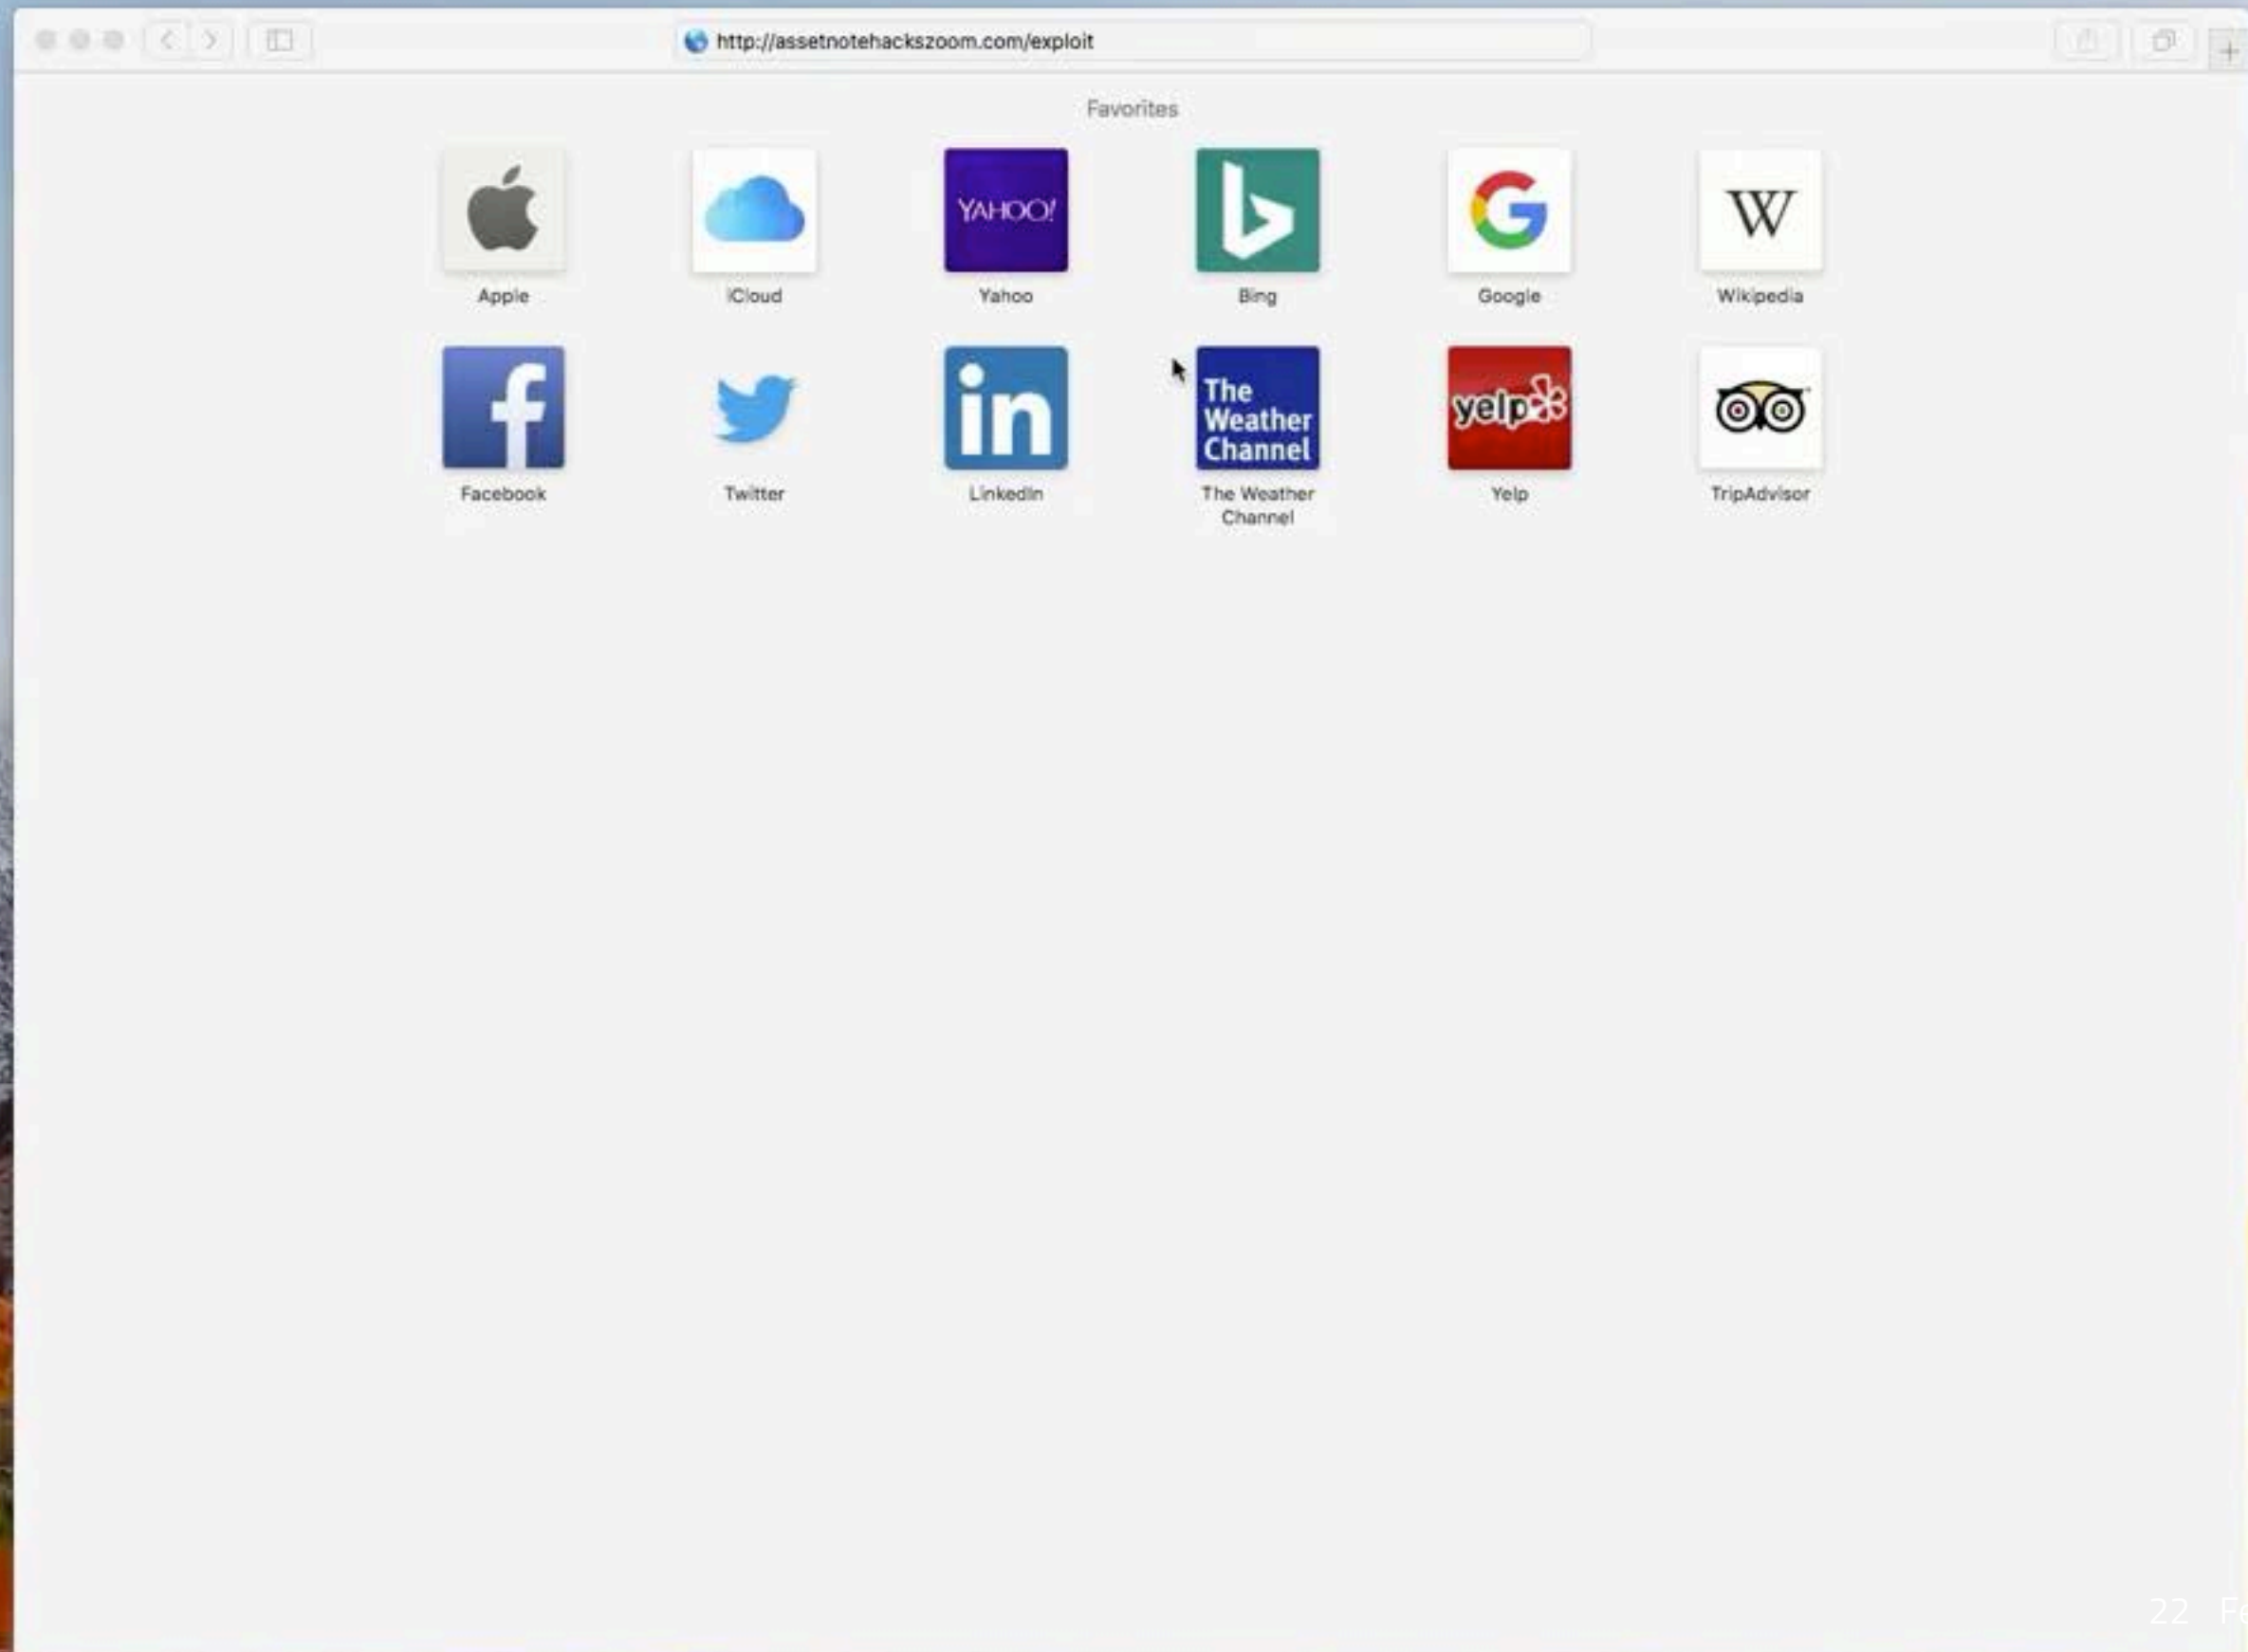 http://assetnotehackszoom.com/exploit
Favorites
YAHOO!
W
Apple
iCloud
Yahoo
Bing
Google
Wikipedia
f
in
The
Weather
Channel
yelp
Facebook
Twitter
LinkedIn
The Weather
Channel
Yelp
TripAdvisor
22